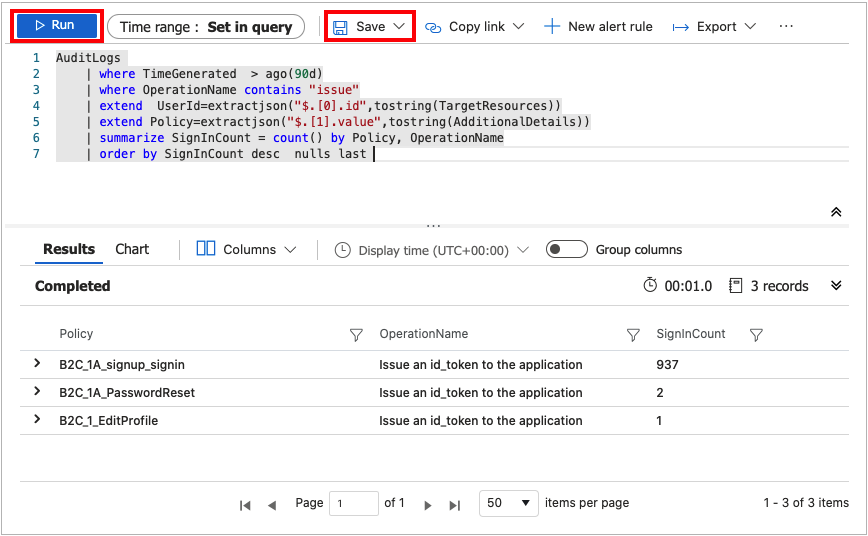 Run Time range : Set in query Save Copy link New alert rule Export ...
1 AuditLogs
2 | where TimeGenerated > ago(90d)
3 | where OperationName contains "issue"
4 | extend UserId=extractjson("$.[0].id",tostring(TargetResources))
5 | extend Policy=extractjson("$.[1].value",tostring(AdditionalDetails))
6 | summarize SignInCount = count() by Policy, OperationName
7 | order by SignInCount desc nulls last
Results Chart Columns Display time (UTC+00:00) Group columns
Completed 00:01.0 3 records
Policy OperationName SignInCount
B2C_1A_signup_signin Issue an id_token to the application 937
B2C_1A_PasswordReset Issue an id_token to the application 2
B2C_1_EditProfile Issue an id_token to the application 1
Page 1 of 1 50 items per page 1 - 3 of 3 items